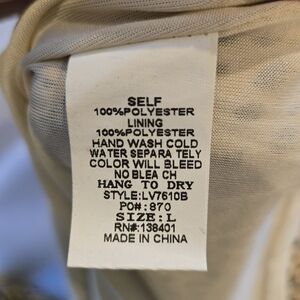 SELF
100%POLYESTER
LINING
100%POLYESTER
HAND WASH COLD
WATER SEPARA TELY
COLOR WILL BLEED
NO BLEA CH
HANG TO DRY
STYLE:LV7610B
PO#:870
SIZE:L
RN#:138401
MADE IN CHINA